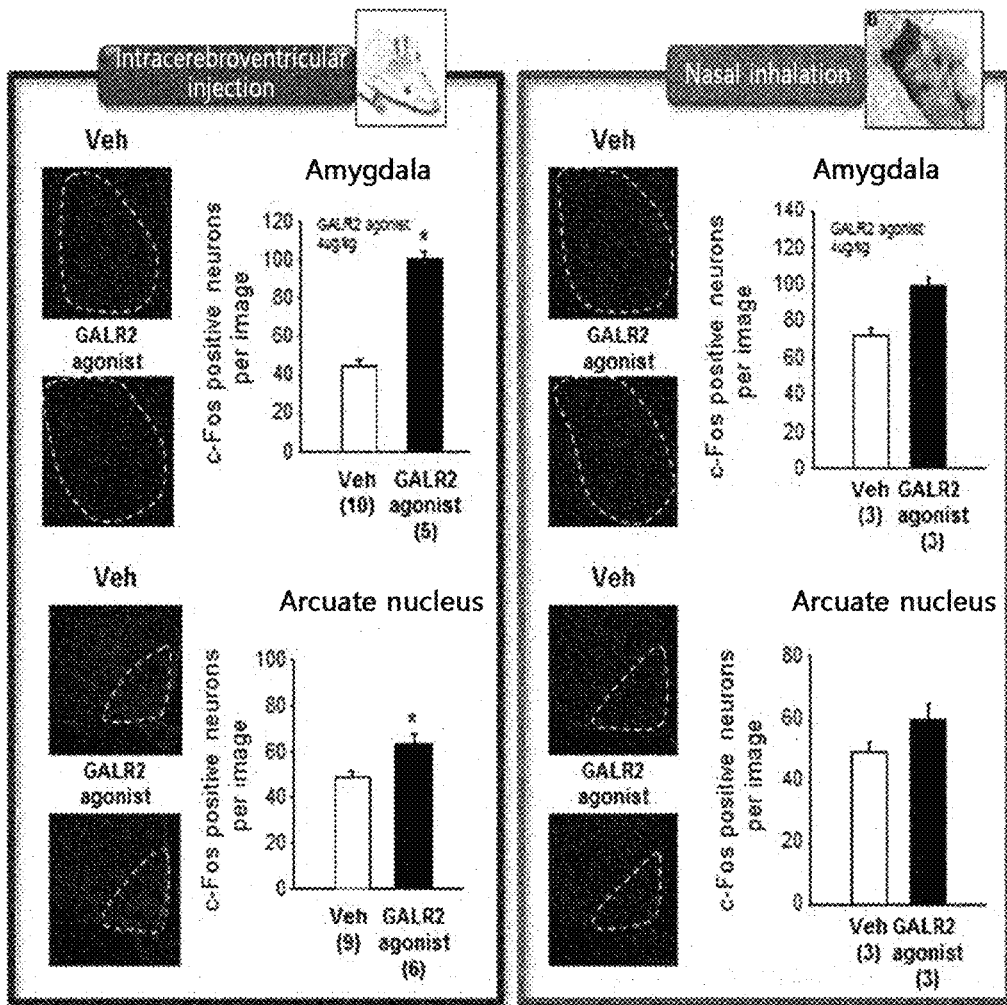 Intracerebroventricular
injection
Veh
GALR2
agonist
Amygdala
c-Fos positive neurons
per image
120
100
80
60
40
20
0
GALR2 agonist
*
Veh
(10)
GALR2
agonist
(5)
Veh
GALR2
agonist
Arcuate nucleus
c-Fos positive neurons
per image
100
80
60
40
20
0
*
Veh
(9)
GALR2
agonist
(6)
B
Nasal inhalation
Veh
GALR2
agonist
Amygdala
c-Fos positive neurons
per image
140
120
100
80
60
40
20
0
GALR2 agonist
Veh
(3)
GALR2
agonist
(3)
Veh
GALR2
agonist
Arcuate nucleus
c-Fos positive neurons
per image
80
60
40
20
0
Veh
(3)
GALR2
agonist
(3)